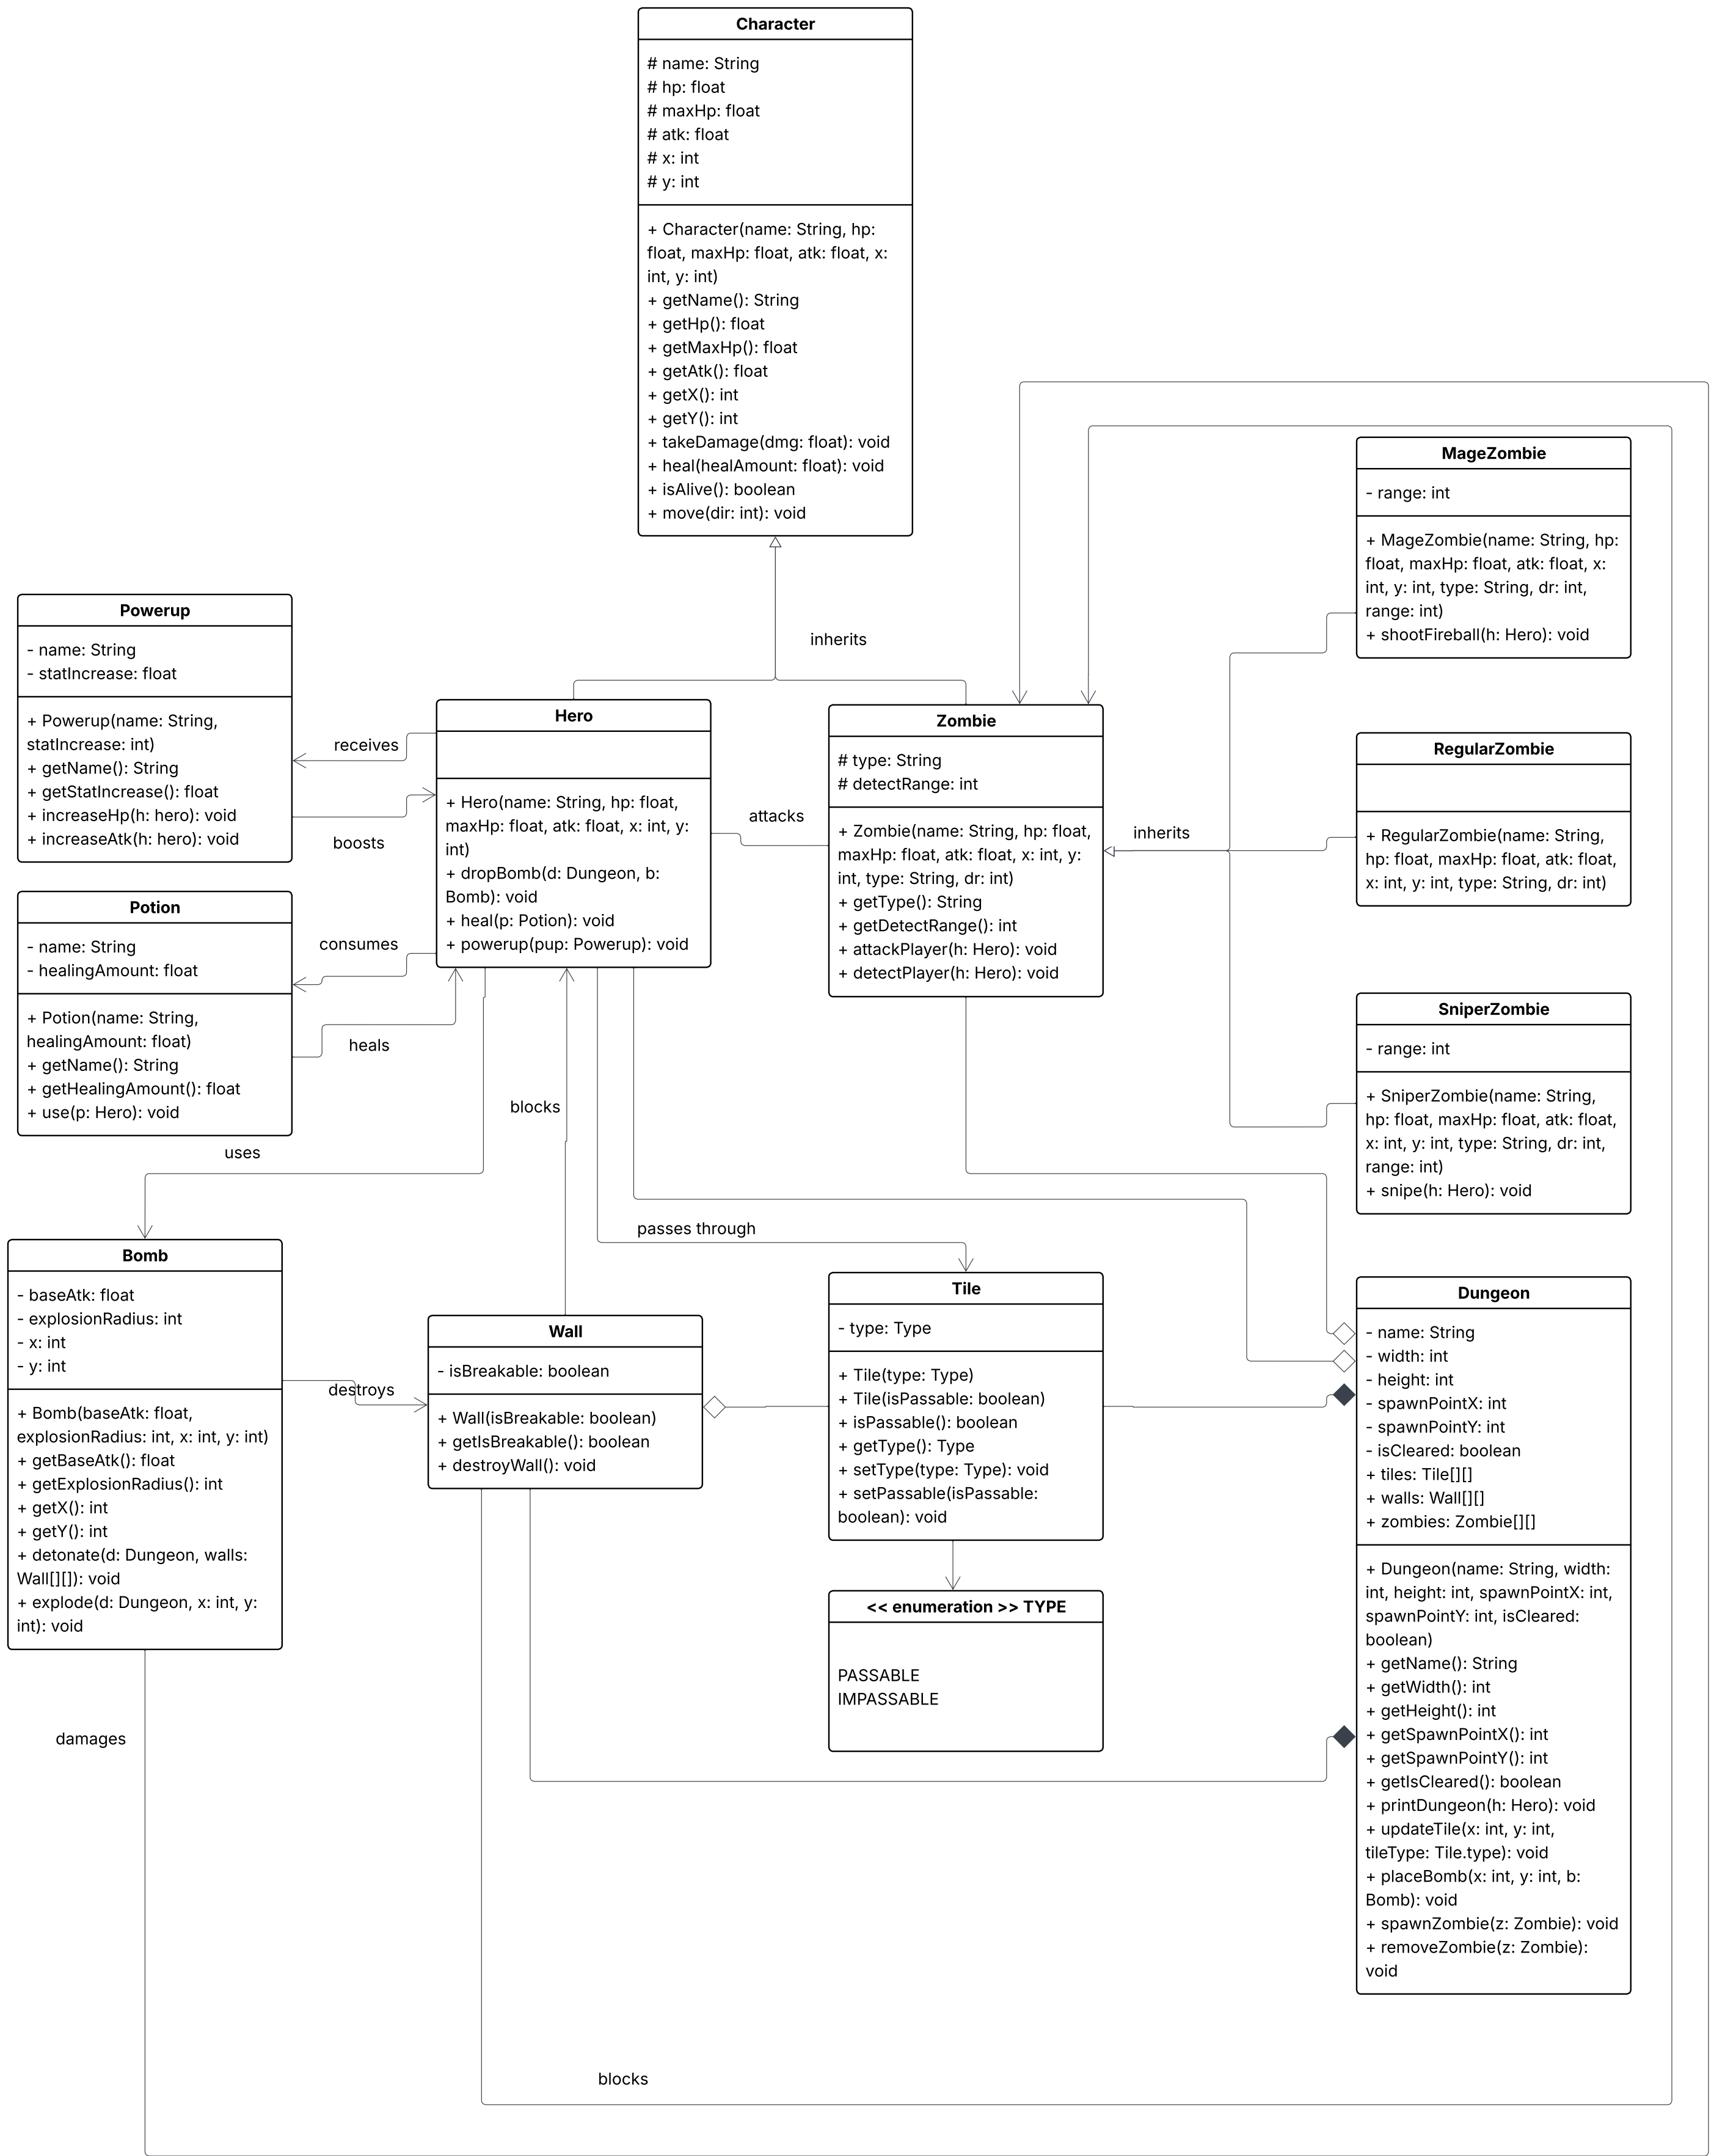 Character
# name: String
# hp: float
# maxHp: float
# atk: float
# x: int
# y: int
+ Character(name: String, hp:
float, maxHp: float, atk: float, x:
int, y: int)
+ getName(): String
+ getHp(): float
+ getMaxHp(): float
+ getAtk(): float
+ getX(): int
+ getY(): int
+ takeDamage(dmg: float): void
+ heal(healAmount: float): void
+ isAlive(): boolean
+ move(dir: int): void
inherits
MageZombie
- range: int
+ MageZombie(name: String, hp:
float, maxHp: float, atk: float, x:
int, y: int, type: String, dr: int,
range: int)
+ shootFireball(h: Hero): void
Powerup
- name: String
- statIncrease: float
+ Powerup(name: String,
statIncrease: int)
+ getName(): String
+ getStatIncrease(): float
+ increaseHp(h: hero): void
+ increaseAtk(h: hero): void
receives
boosts
Hero
+ Hero(name: String, hp: float,
maxHp: float, atk: float, x: int, y:
int)
+ dropBomb(d: Dungeon, b:
Bomb): void
+ heal(p: Potion): void
+ powerup(pup: Powerup): void
attacks
Zombie
# type: String
# detectRange: int
+ Zombie(name: String, hp: float,
maxHp: float, atk: float, x: int, y:
int, type: String, dr: int)
+ getType(): String
+ getDetectRange(): int
+ attackPlayer(h: Hero): void
+ detectPlayer(h: Hero): void
inherits
RegularZombie
+ RegularZombie(name: String,
hp: float, maxHp: float, atk: float,
x: int, y: int, type: String, dr: int)
Potion
- name: String
- healingAmount: float
+ Potion(name: String,
healingAmount: float)
+ getName(): String
+ getHealingAmount(): float
+ use(p: Hero): void
consumes
heals
SniperZombie
- range: int
+ SniperZombie(name: String,
hp: float, maxHp: float, atk: float,
x: int, y: int, type: String, dr: int,
range: int)
+ snipe(h: Hero): void
blocks
uses
passes through
Bomb
- baseAtk: float
- explosionRadius: int
- x: int
- y: int
+ Bomb(baseAtk: float,
explosionRadius: int, x: int, y: int)
+ getBaseAtk(): float
+ getExplosionRadius(): int
+ getX(): int
+ getY(): int
+ detonate(d: Dungeon, walls:
Wall[][]): void
+ explode(d: Dungeon, x: int, y:
int): void
destroys
Wall
- isBreakable: boolean
+ Wall(isBreakable: boolean)
+ getIsBreakable(): boolean
+ destroyWall(): void
Tile
- type: Type
+ Tile(type: Type)
+ Tile(isPassable: boolean)
+ isPassable(): boolean
+ getType(): Type
+ setType(type: Type): void
+ setPassable(isPassable:
boolean): void
<< enumeration >> TYPE
PASSABLE
IMPASSABLE
Dungeon
- name: String
- width: int
- height: int
- spawnPointX: int
- spawnPointY: int
- isCleared: boolean
+ tiles: Tile[][]
+ walls: Wall[][]
+ zombies: Zombie[][]
+ Dungeon(name: String, width:
int, height: int, spawnPointX: int,
spawnPointY: int, isCleared:
boolean)
+ getName(): String
+ getWidth(): int
+ getHeight(): int
+ getSpawnPointX(): int
+ getSpawnPointY(): int
+ getIsCleared(): boolean
+ printDungeon(h: Hero): void
+ updateTile(x: int, y: int,
tileType: Tile.type): void
+ placeBomb(x: int, y: int, b:
Bomb): void
+ spawnZombie(z: Zombie): void
+ removeZombie(z: Zombie):
void
damages
blocks